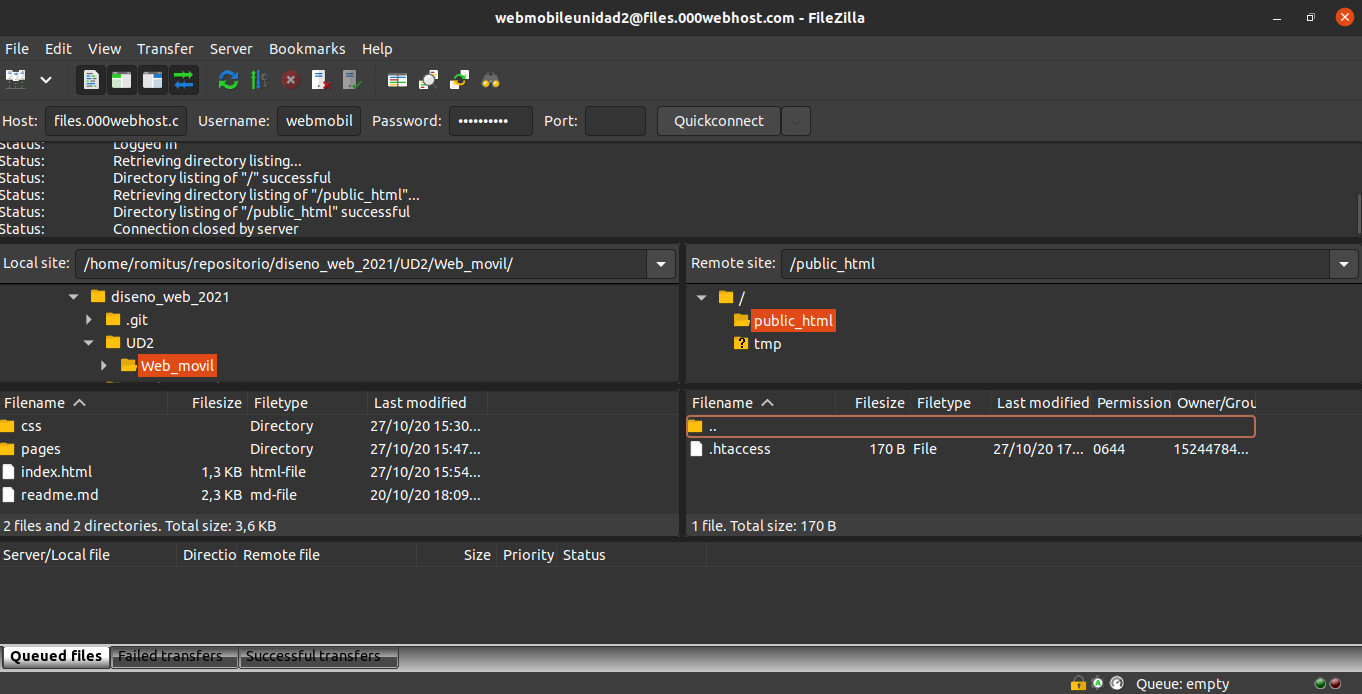 webmobileunidad2@files.000webhost.com - FileZilla
File Edit View Transfer Server Bookmarks Help
Host: files.000webhost.c Username: webmobil Password: •••••••••• Port: Quickconnect
Status: Logged in
Status: Retrieving directory listing...
Status: Directory listing of "/" successful
Status: Retrieving directory listing of "/public_html"...
Status: Directory listing of "/public_html" successful
Status: Connection closed by server
Local site: /home/romitus/repositorio/diseno_web_2021/UD2/Web_movil/
diseno_web_2021
.git
UD2
Web_movil
Filename Filesize Filetype Last modified
css Directory 27/10/20 15:30...
pages Directory 27/10/20 15:47...
index.html 1,3 KB html-file 27/10/20 15:54...
readme.md 2,3 KB md-file 20/10/20 18:09...
2 files and 2 directories. Total size: 3,6 KB
Remote site: /public_html
/
public_html
? tmp
Filename Filesize Filetype Last modified Permission Owner/Grou
..
.htaccess 170 B File 27/10/20 17... 0644 15244784...
1 file. Total size: 170 B
Server/Local file Directio Remote file Size Priority Status
Queued files Failed transfers Successful transfers
Queue: empty